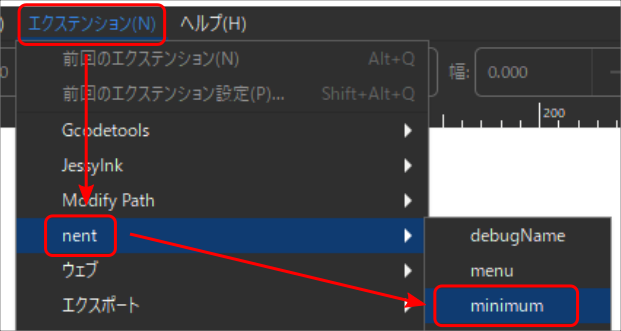 ) エクステンション(N) ヘルプ(H)
前回のエクステンション(N) Alt+Q
0 幅: 0.000
前回のエクステンション設定(P)... Shift+Alt+Q
200
Gcodetools
JessyInk
Modify Path
nent
debugName
ウェブ
menu
エクスポート
minimum